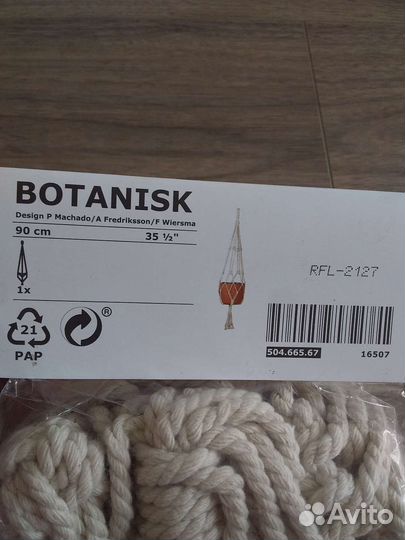 BOTANISK
Design P Machado/A Fredriksson/F Wiersma
90 cm 35 ½"
1x
RFL-2127
21
PAP
®
504.665.67 16507
Avito